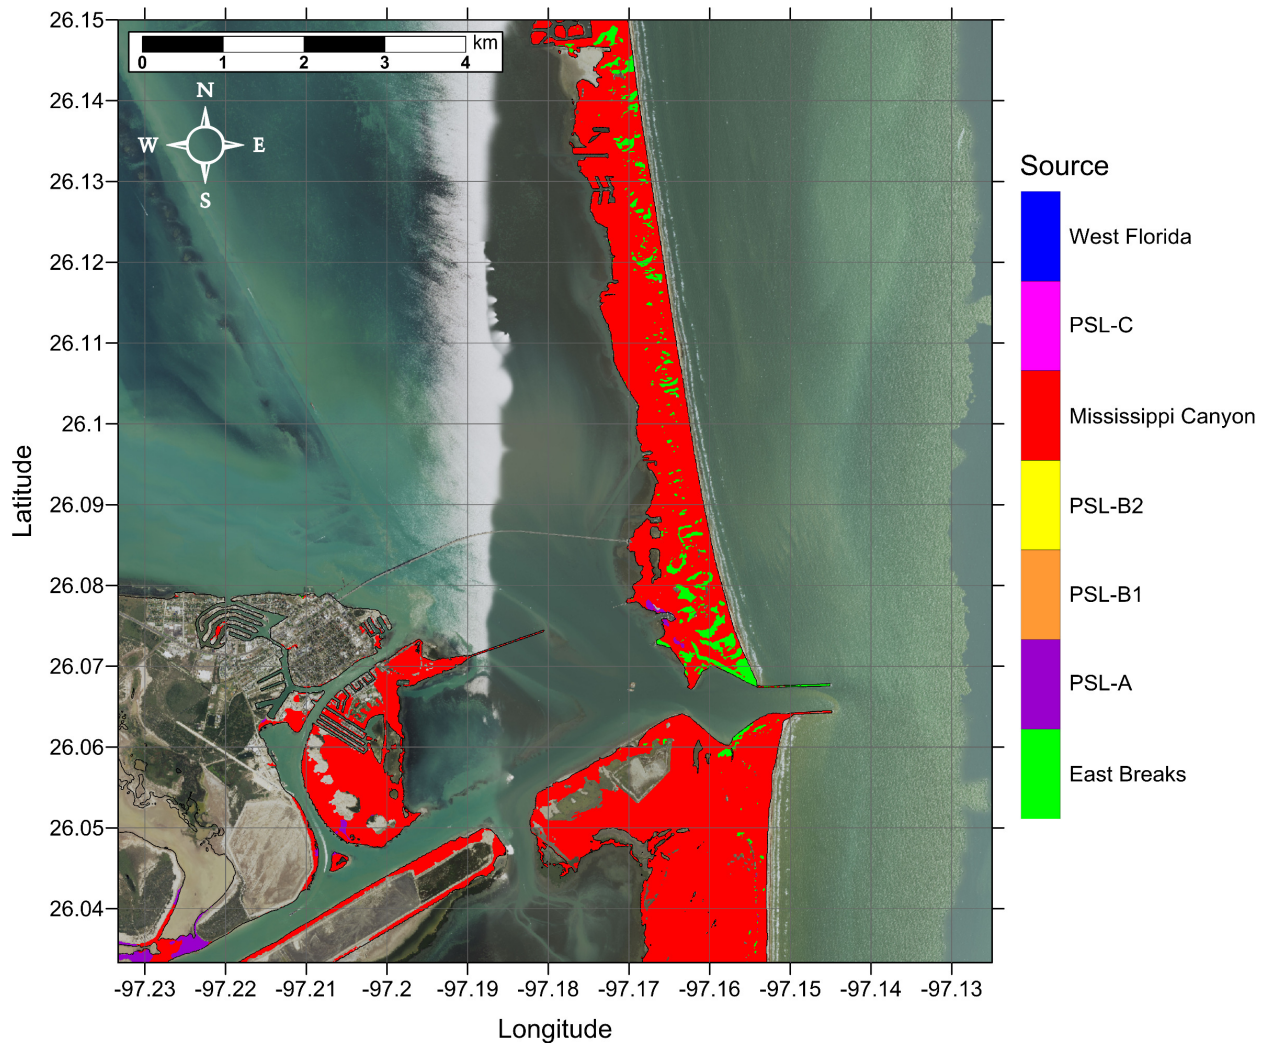 26.15
26.14
26.13
26.12
26.11
26.1
26.09
26.08
26.07
26.06
26.05
26.04
Latitude
km
0 1 2 3 4
N
W E
S
-97.23 -97.22 -97.21 -97.2 -97.19 -97.18 -97.17 -97.16 -97.15 -97.14 -97.13
Longitude
Source
West Florida
PSL-C
Mississippi Canyon
PSL-B2
PSL-B1
PSL-A
East Breaks